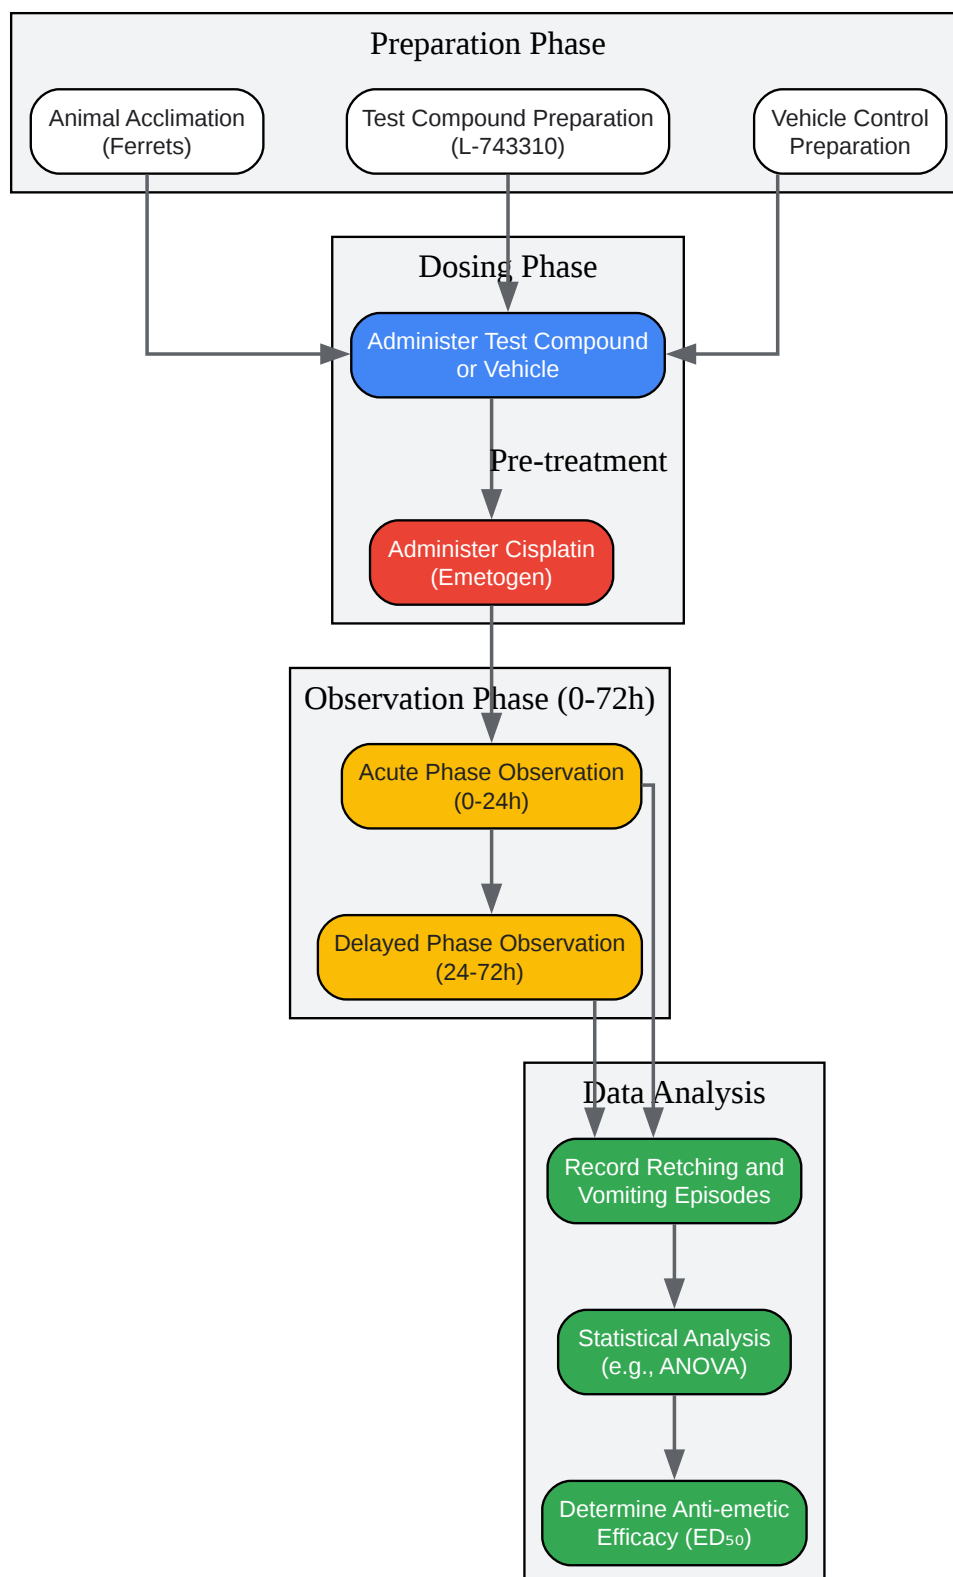 Preparation Phase
Animal Acclimation
(Ferrets)
Test Compound Preparation
(L-743310)
Vehicle Control
Preparation
Dosing Phase
Administer Test Compound
or Vehicle
Pre-treatment
Administer Cisplatin
(Emetogen)
Observation Phase (0-72h)
Acute Phase Observation
(0-24h)
Delayed Phase Observation
(24-72h)
Data Analysis
Record Retching and
Vomiting Episodes
Statistical Analysis
(e.g., ANOVA)
Determine Anti-emetic
Efficacy (ED₅₀)